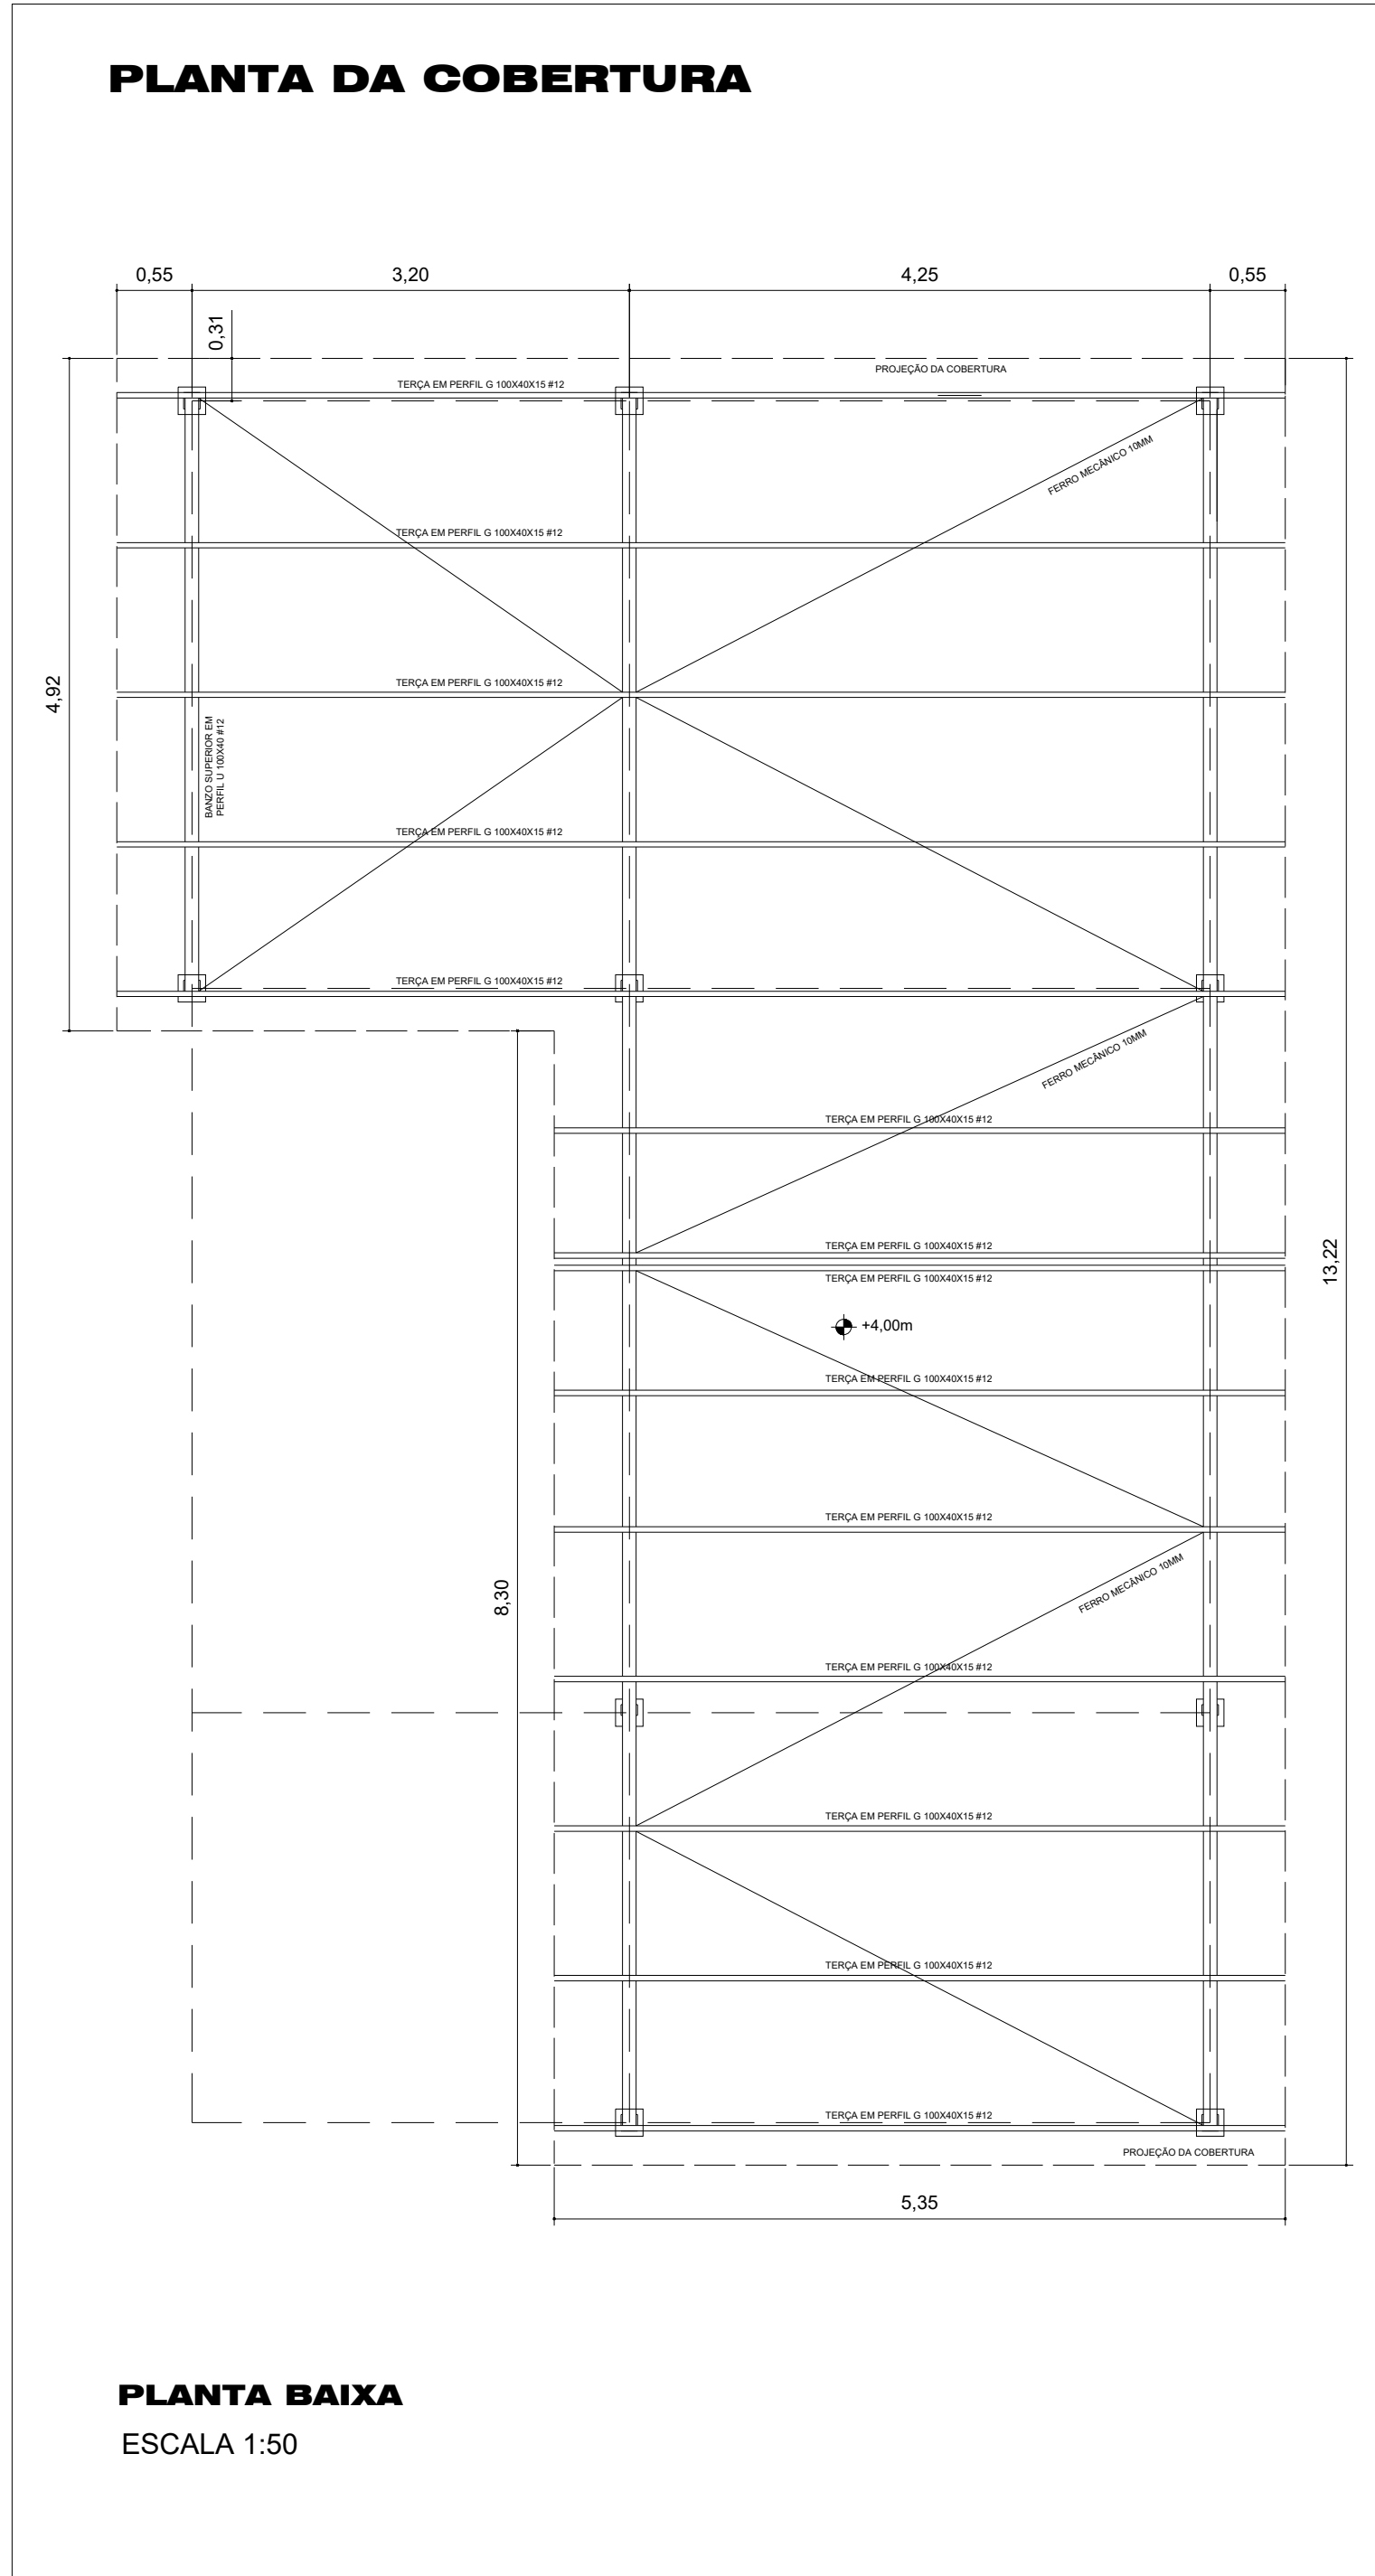 PLANTA DA COBERTURA
0,55
3,20
4,25
0,55
0,31
PROJEÇÃO DA COBERTURA
TERÇA EM PERFIL G 100X40X15 #12
FERRO MECÂNICO 10MM
TERÇA EM PERFIL G 100X40X15 #12
4,92
TERÇA EM PERFIL G 100X40X15 #12
BANZO SUPERIOR EM
PERFIL U 100X40 #12
TERÇA EM PERFIL G 100X40X15 #12
TERÇA EM PERFIL G 100X40X15 #12
FERRO MECÂNICO 10MM
TERÇA EM PERFIL G 100X40X15 #12
TERÇA EM PERFIL G 100X40X15 #12
13,22
TERÇA EM PERFIL G 100X40X15 #12
+4,00m
TERÇA EM PERFIL G 100X40X15 #12
TERÇA EM PERFIL G 100X40X15 #12
8,30
FERRO MECÂNICO 10MM
TERÇA EM PERFIL G 100X40X15 #12
TERÇA EM PERFIL G 100X40X15 #12
TERÇA EM PERFIL G 100X40X15 #12
TERÇA EM PERFIL G 100X40X15 #12
PROJEÇÃO DA COBERTURA
5,35
PLANTA BAIXA
ESCALA 1:50